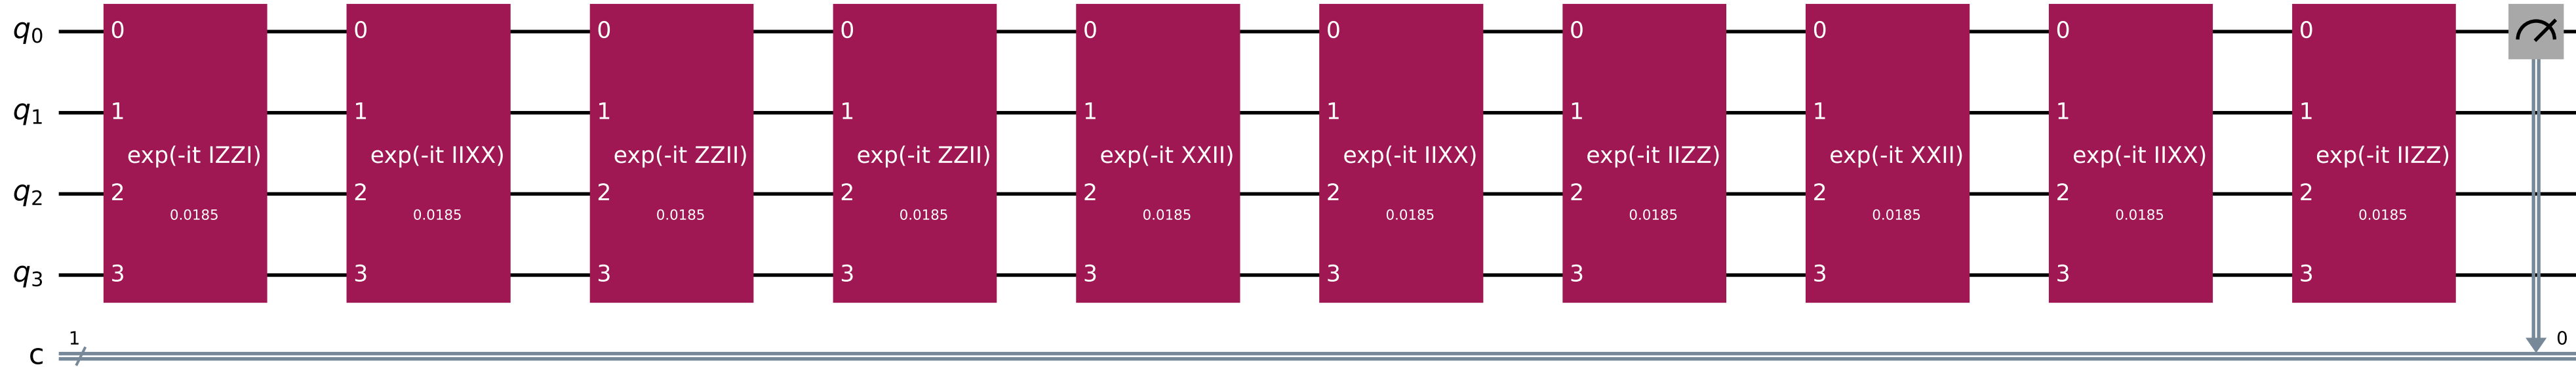 q0 0 0 0 0 0 0 0 0 0 0
q1 1 1 1 1 1 1 1 1 1 1
exp(-it IZZI) exp(-it IIXX) exp(-it ZZII) exp(-it ZZII) exp(-it XXII) exp(-it IIXX) exp(-it IIZZ) exp(-it XXII) exp(-it IIXX) exp(-it IIZZ)
q2 2 2 2 2 2 2 2 2 2 2
0.0185 0.0185 0.0185 0.0185 0.0185 0.0185 0.0185 0.0185 0.0185 0.0185
q3 3 3 3 3 3 3 3 3 3 3
1 0
c